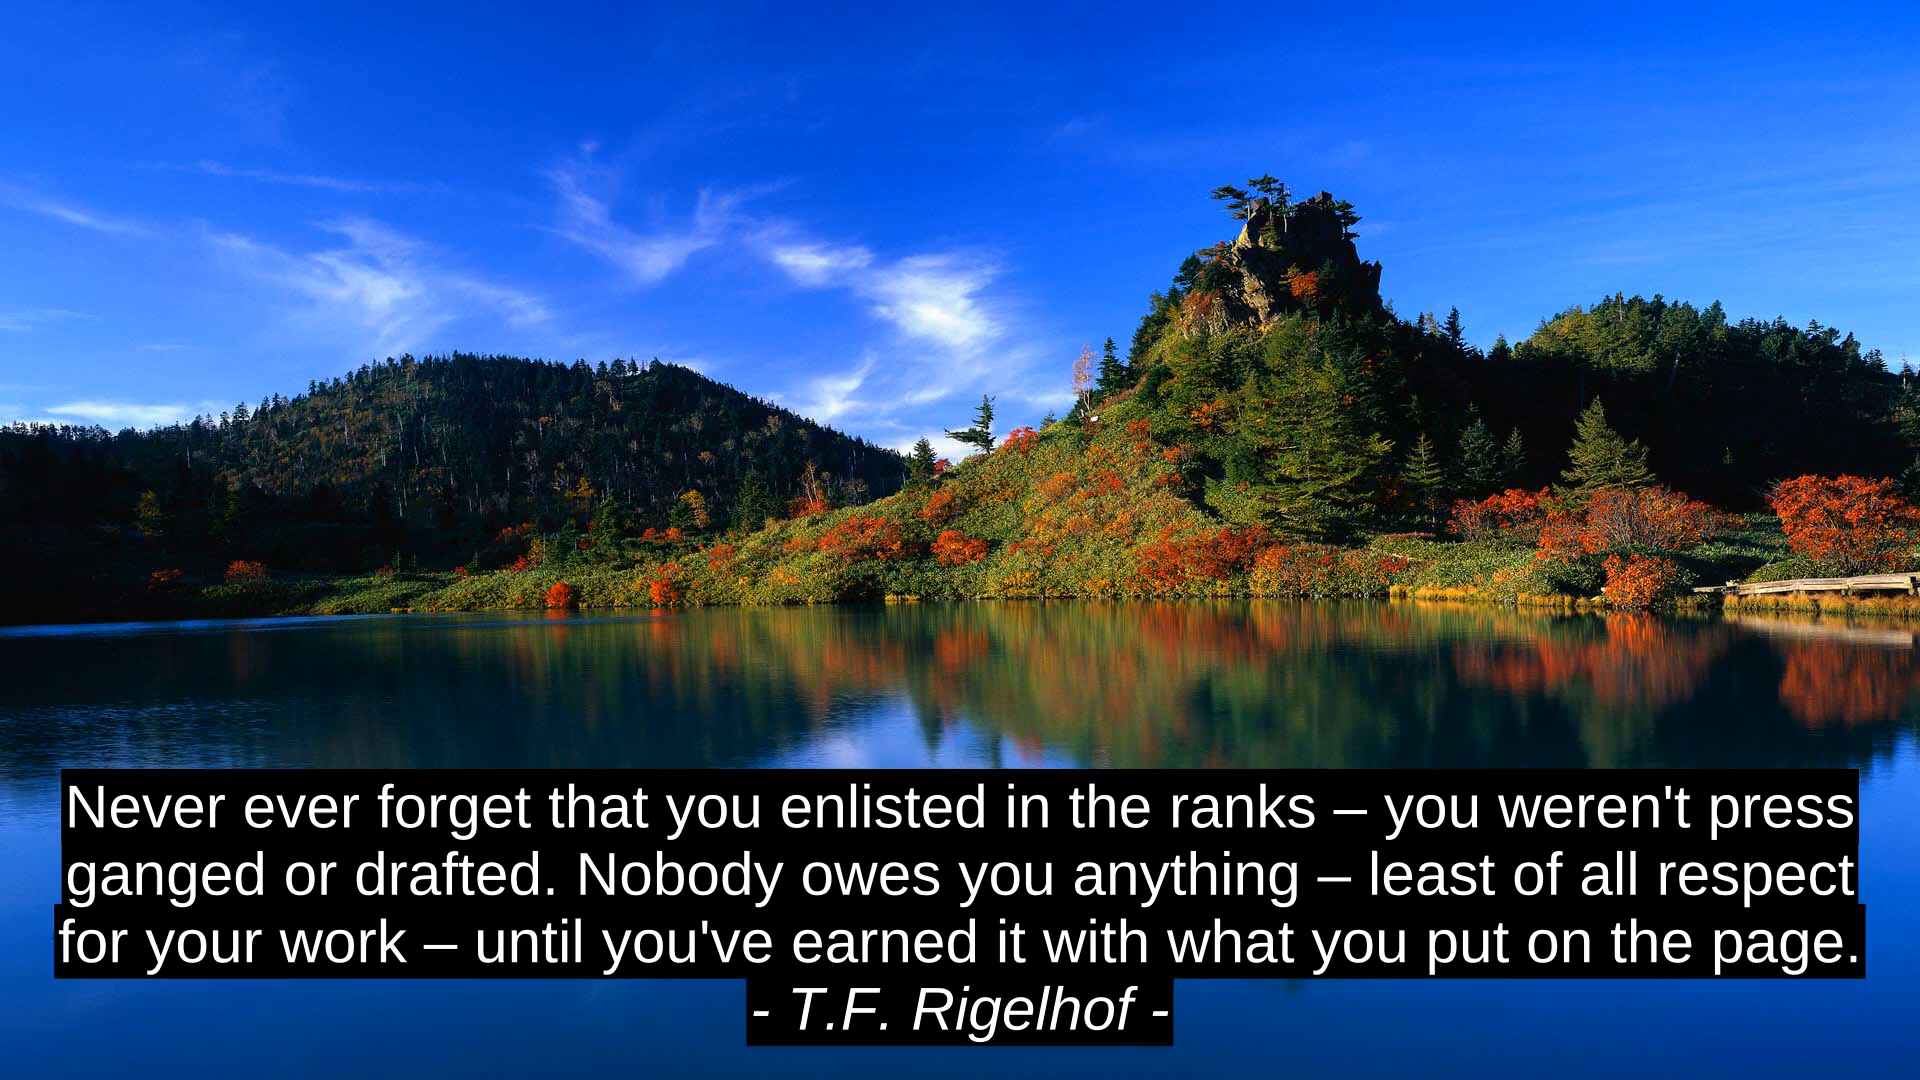 Never ever forget that you enlisted in the ranks – you weren't press
ganged or drafted. Nobody owes you anything – least of all respect
for your work – until you've earned it with what you put on the page.
- T.F. Rigelhof -